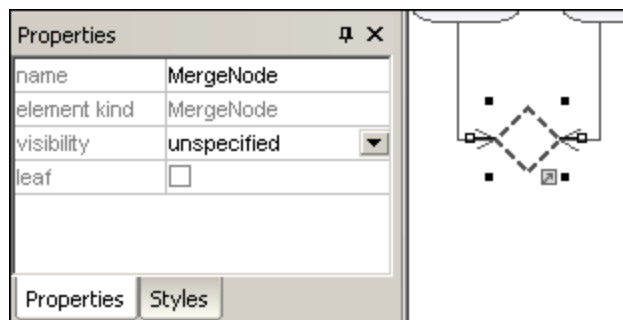 Properties
name MergeNode
element kind MergeNode
visibility unspecified
leaf
Properties Styles